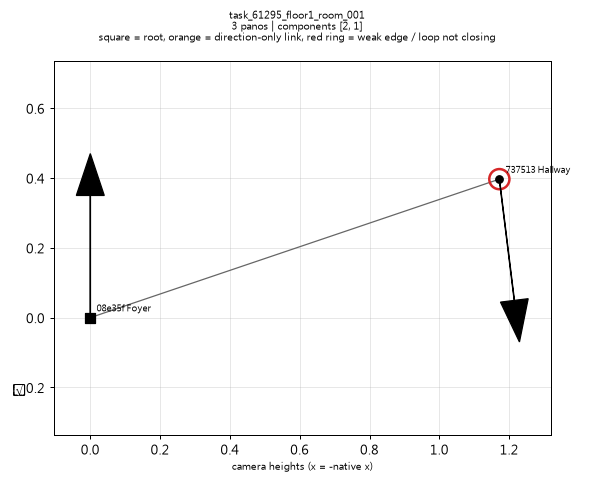 task_61295_floor1_room_001
3 panos | components [2, 1]
square = root, orange = direction-only link, red ring = weak edge / loop not closing
0.6
737513 Hallway
0.4
0.2
08e35f Foyer
0.0
0.2
0.0 0.2 0.4 0.6 0.8 1.0 1.2
camera heights (x = -native x)